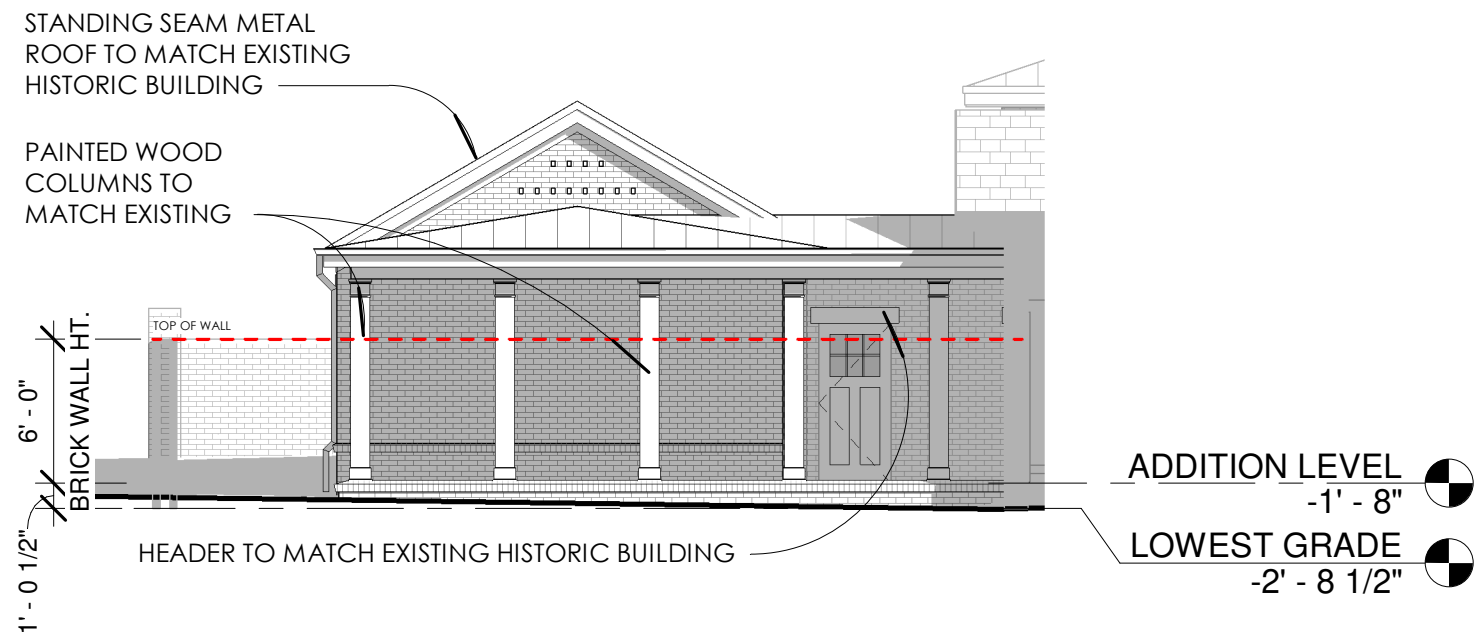 STANDING SEAM METAL
ROOF TO MATCH EXISTING
HISTORIC BUILDING
PAINTED WOOD
COLUMNS TO
MATCH EXISTING
TOP OF WALL
BRICK WALL HT.
6' - 0"
1' - 0 1/2"
ADDITION LEVEL
-1' - 8"
HEADER TO MATCH EXISTING HISTORIC BUILDING
LOWEST GRADE
-2' - 8 1/2"